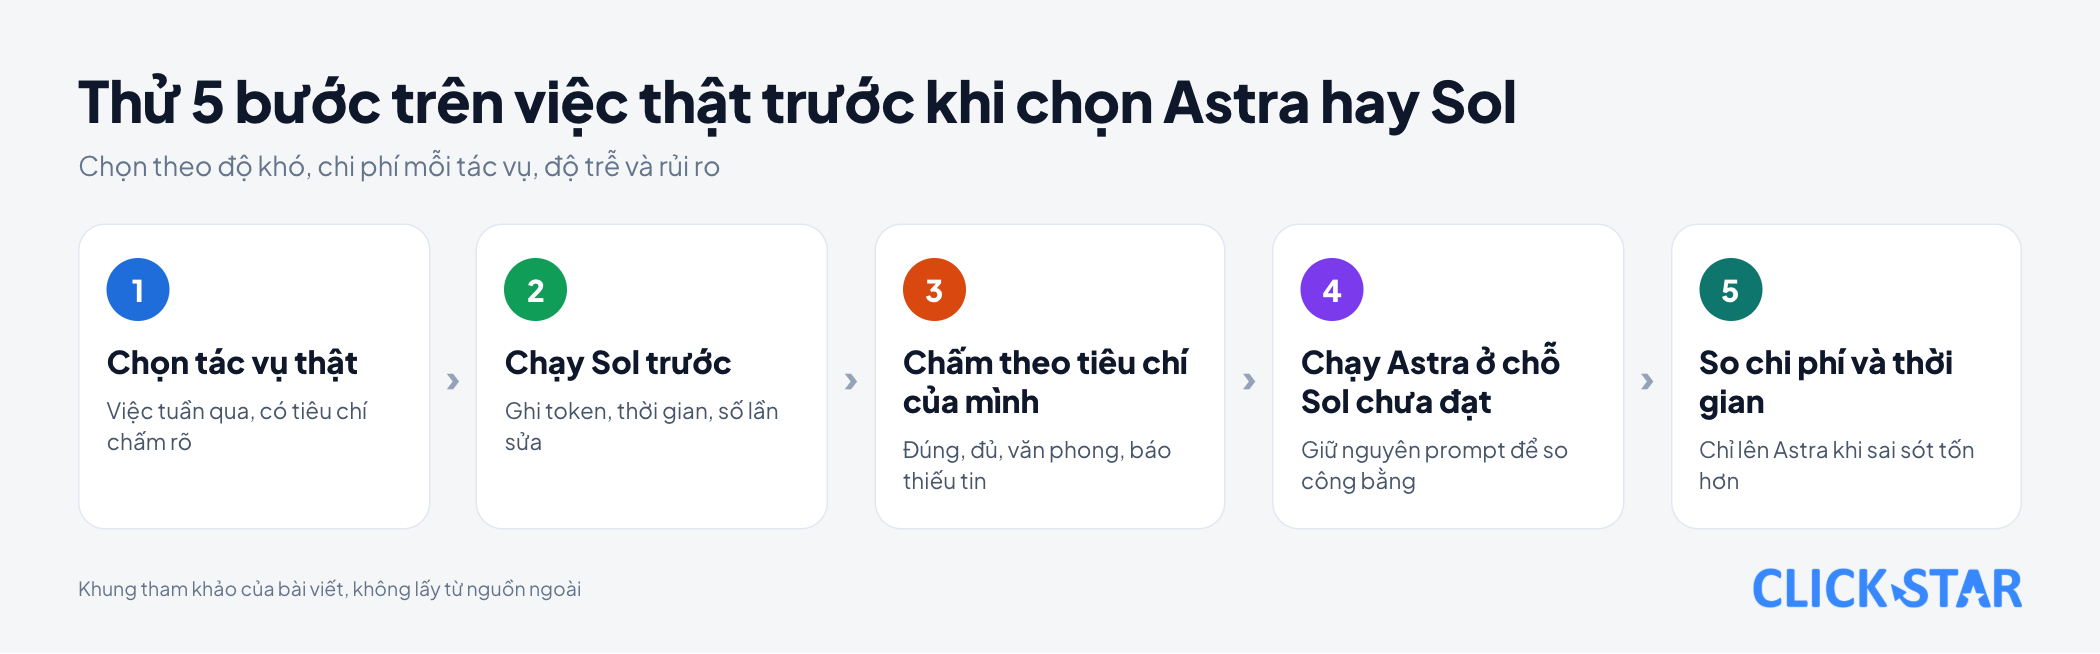 Thử 5 bước trên việc thật trước khi chọn Astra hay Sol
Chọn theo độ khó, chi phí mỗi tác vụ, độ trễ và rủi ro
1
Chọn tác vụ thật
Việc tuần qua, có tiêu chí
chấm rõ
›
2
Chạy Sol trước
Ghi token, thời gian, số lần
sửa
›
3
Chấm theo tiêu chí
của mình
Đúng, đủ, văn phong, báo
thiếu tin
›
4
Chạy Astra ở chỗ
Sol chưa đạt
Giữ nguyên prompt để so
công bằng
›
5
So chi phí và thời
gian
Chỉ lên Astra khi sai sót tốn
hơn
Khung tham khảo của bài viết, không lấy từ nguồn ngoài
CLICK STAR